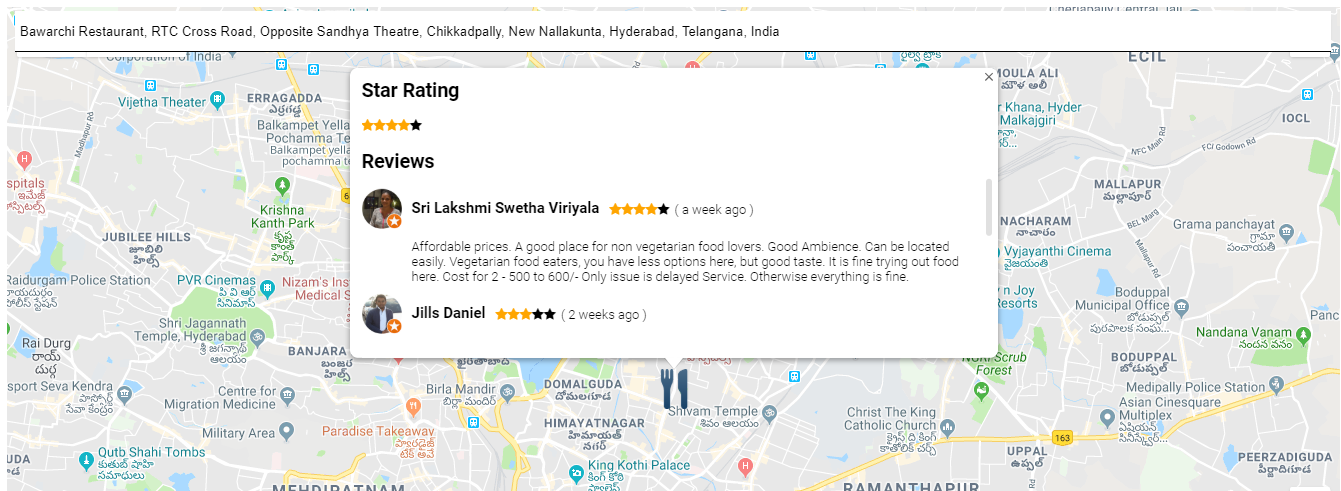 Bawarchi Restaurant, RTC Cross Road, Opposite Sandhya Theatre, Chikkadpally, New Nallakunta, Hyderabad, Telangana, India
Corporation of India
ECIL
Star Rating
Reviews
Sri Lakshmi Swetha Viriyala ( a week ago )
Affordable prices. A good place for non vegetarian food lovers. Good Ambience. Can be located
easily. Vegetarian food eaters, you have less options here, but good taste. It is fine trying out food
here. Cost for 2 - 500 to 600/- Only issue is delayed Service. Otherwise everything is fine.
Jills Daniel ( 2 weeks ago )
Vijetha Theater
ERRAGADDA
ఎర్రగడ్డ
Balkampet Yella
Pochamma Te
Balkampet yella
pochamma te
Madhapur Rd
H
spitals
ఇమేజ్
హాస్పిటల్స్
Krishna
Kanth Park
కృష్ణ
కాంత్
పార్క్
JUBILEE HILLS
జూబిలీ
హిల్స్
Raidurgam Police Station
PVR Cinemas
పి వి ఆర్
సినిమాస్
Nizam's Ins
Medical S
Shri Jagannath
Temple, Hyderabad
శ్రీ జగన్నాథ్
ఆలయం
Rai Durg
రాయ్
దుర్గ
BANJARA
బంజర
హిల్స్
sport Seva Kendra
పాస్పోర్ట్
సేవా కేంద్రం
Centre for
Migration Medicine
Military Area
Qutb Shahi Tombs
కుతుబ్ షాహి
సమాధులు
Birla Mandir
బిర్లా మందిర్
Paradise Takeaway
ప్యారడైజ్
టేక్ అవే
MEHDIPATNAM
DOMALGUDA
దోమలగూడ
HIMAYATNAGAR
హిమాయత్
నగర్
King Kothi Palace
కింగ్ కోఠి
ప్యాలెస్
H
Shivam Temple
శివం ఆలయం
Christ The King
Catholic Church
క్రైస్ట్ ది కింగ్
కాథలిక్ చర్చ్
RAMANTHAPUR
MOULA ALI
మౌళ అలీ
Khan, Hyder
Malkajgiri
IOCL
NFC Main Rd
FCI Godown Rd
MALLAPUR
మల్లాపూర్
BEL Marg
NACHARAM
నాచారం
Grama panchayat
గ్రామ
పంచాయతీ
Vyjayanthi Cinema
వైజయంతి
n Joy
Resorts
Boduppal
Municipal Office
బోడుప్పల్
పురపాలక సంఘ...
Nandana Vanam
నందన వనం
NGRI Scrub
Forest
BODUPPAL
బోడుప్పల్
Medipally Police Station
Asian Cinesquare
Multiplex
ఏషియన్
సినీస్క్వేర్...
163
UPPAL
ఉప్పల్
PEERZADIGUDA
పీర్జాదిగూడ